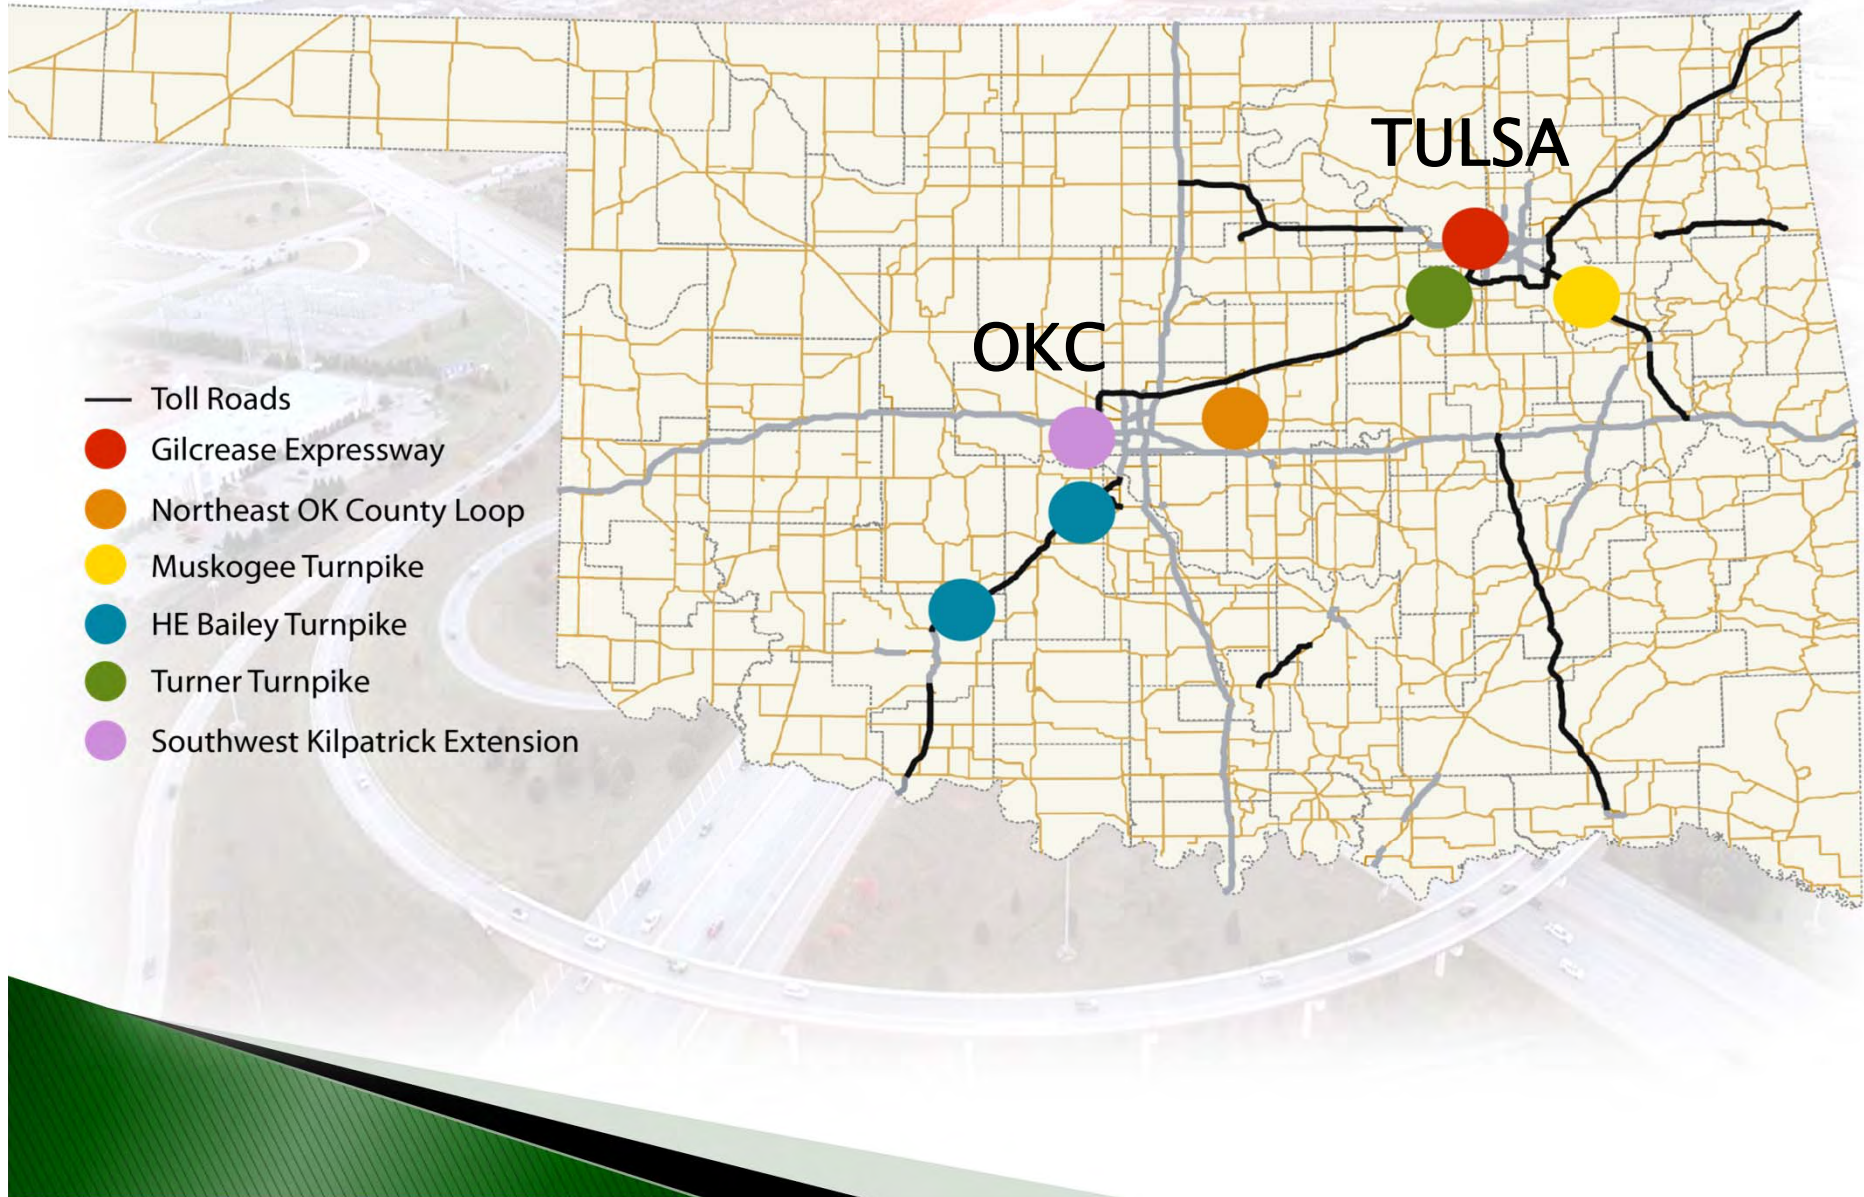 TULSA
OKC
Toll Roads
Gilcrease Expressway
Northeast OK County Loop
Muskogee Turnpike
HE Bailey Turnpike
Turner Turnpike
Southwest Kilpatrick Extension